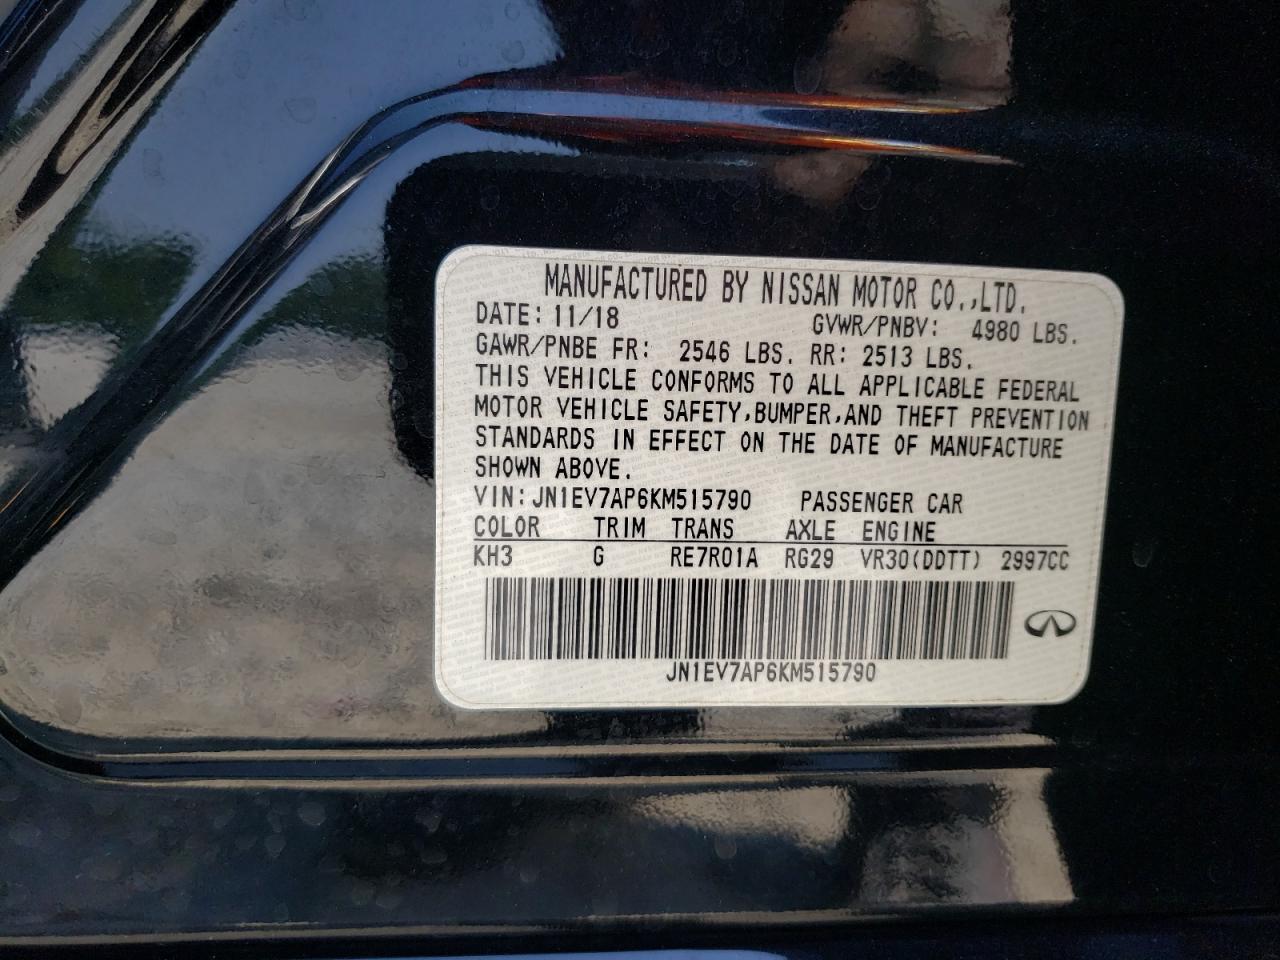 MANUFACTURED BY NISSAN MOTOR CO.,LTD.
DATE: 11/18 GVWR/PNBV: 4980 LBS.
GAWR/PNBE FR: 2546 LBS. RR: 2513 LBS.
THIS VEHICLE CONFORMS TO ALL APPLICABLE FEDERAL
MOTOR VEHICLE SAFETY,BUMPER,AND THEFT PREVENTION
STANDARDS IN EFFECT ON THE DATE OF MANUFACTURE
SHOWN ABOVE.
VIN:JN1EV7AP6KM515790 PASSENGER CAR
COLOR TRIM TRANS AXLE ENGINE
KH3 G RE7R01A RG29 VR30(DDTT) 2997CC
JN1EV7AP6KM515790